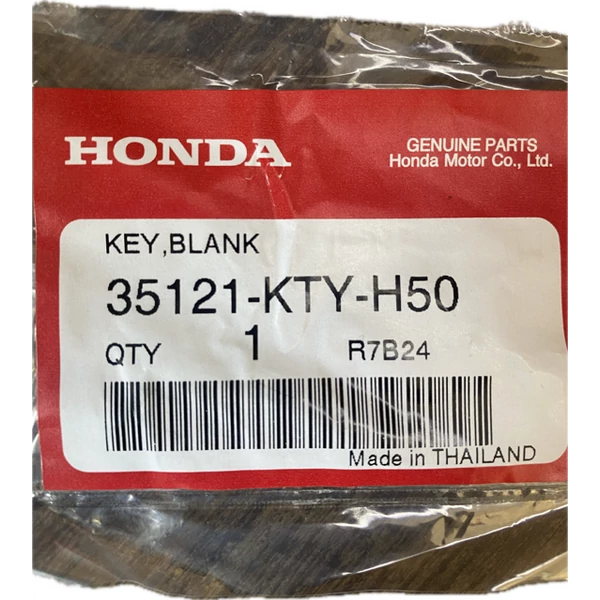 HONDA
GENUINE PARTS
Honda Motor Co., Ltd.
KEY,BLANK
35121-KTY-H50
QTY 1 R7B24
Made in THAILAND